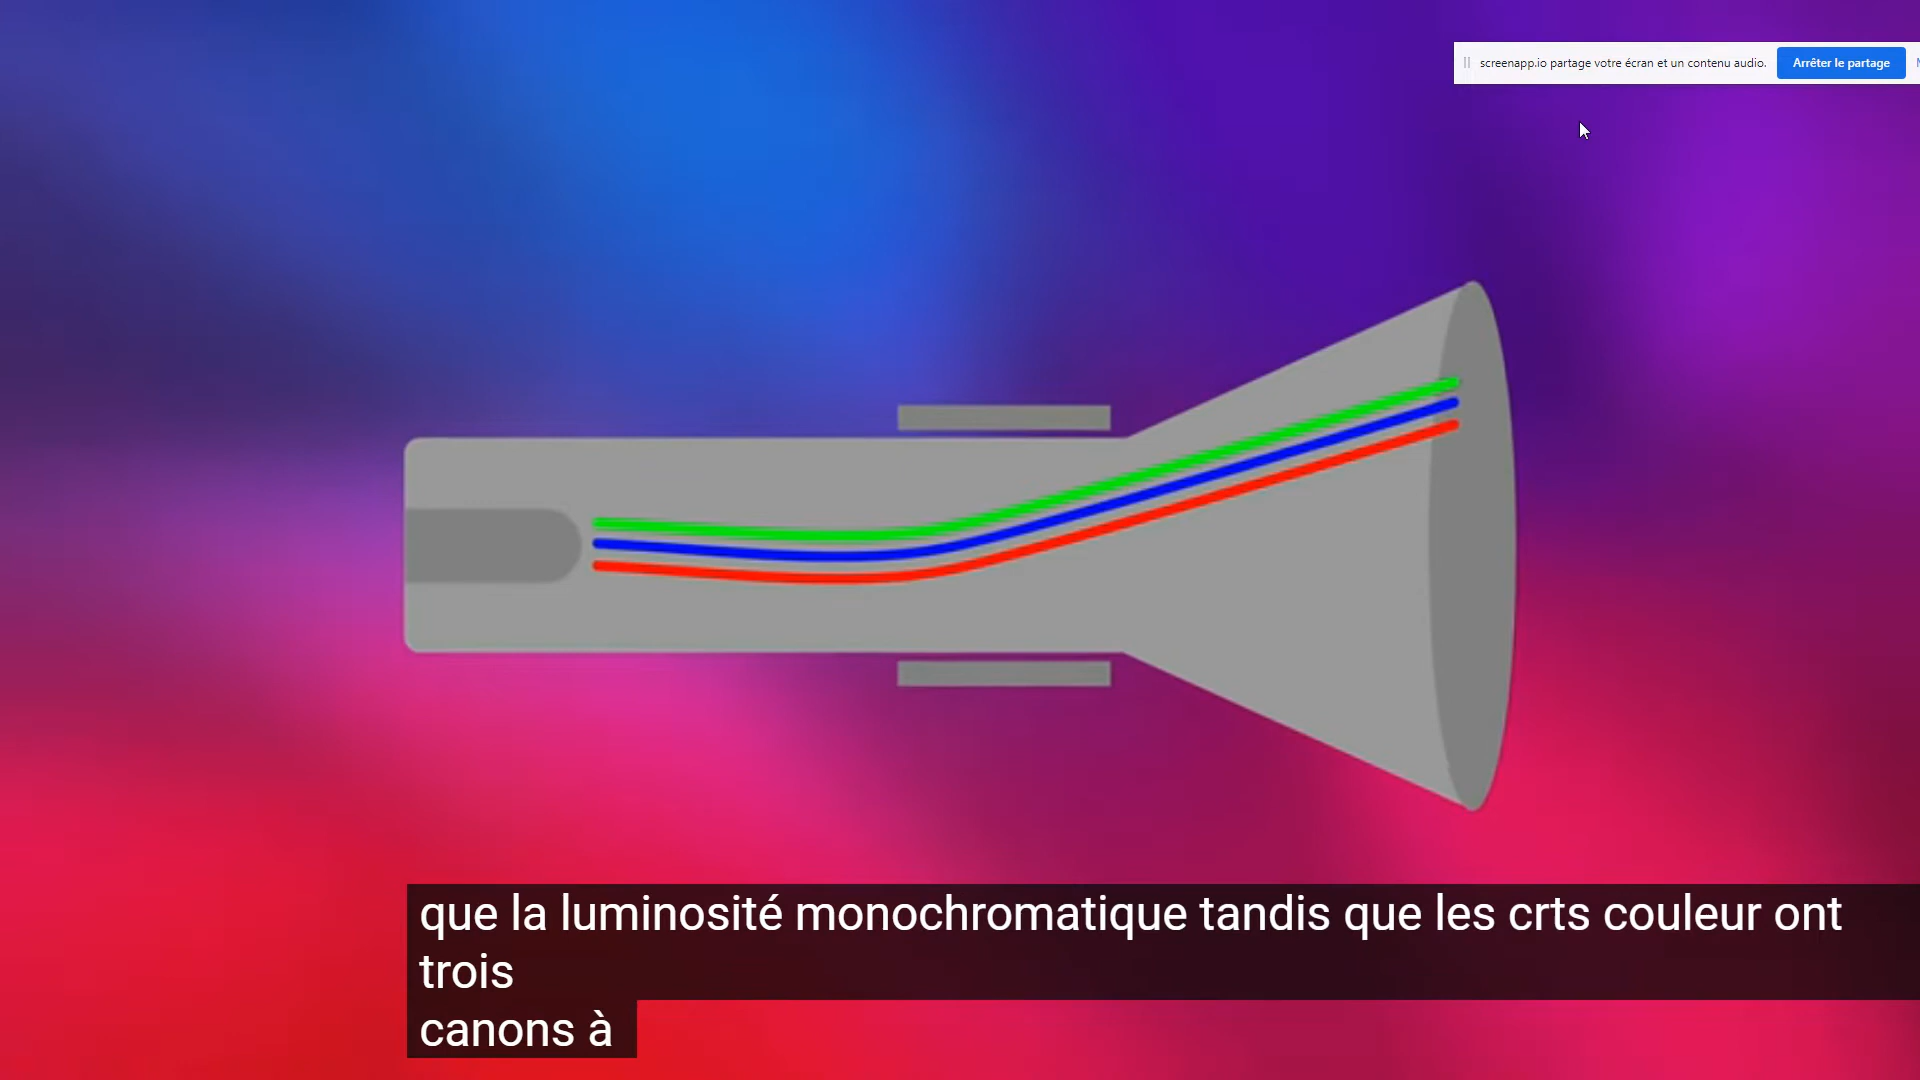 screenapp.io partage votre écran et un contenu audio.
Arrêter le partage
que la luminosité monochromatique tandis que les crts couleur ont
trois
canons à